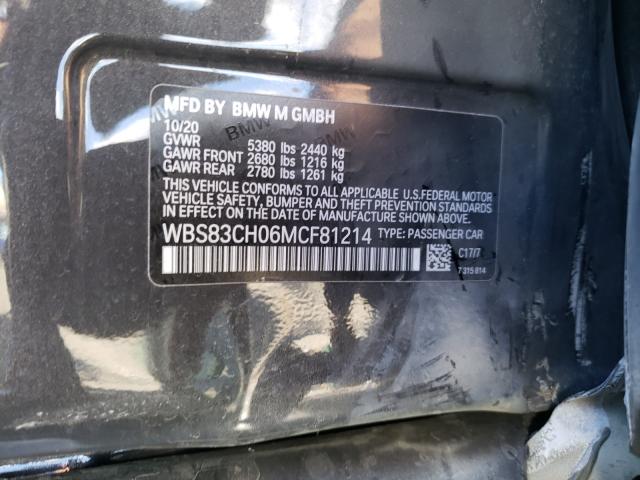 MFD BY BMW M GMBH
10/20
GVWR 5380 lbs 2440 kg
GAWR FRONT 2680 lbs 1216 kg
GAWR REAR 2780 lbs 1261 kg
THIS VEHICLE CONFORMS TO ALL APPLICABLE U.S.FEDERAL MOTOR
VEHICLE SAFETY, BUMPER AND THEFT PREVENTION STANDARDS
IN EFFECT ON THE DATE OF MANUFACTURE SHOWN ABOVE.
WBS83CH06MCF81214 TYPE: PASSENGER CAR
C17/7
7 315 814
BMW
BMW